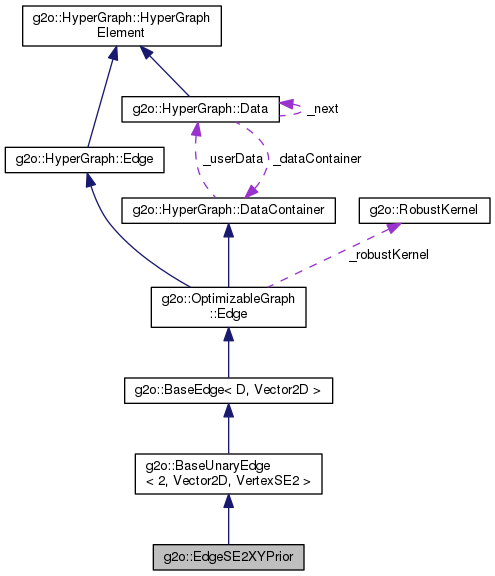 g2o::HyperGraph::HyperGraph
Element
g2o::HyperGraph::Data
_next
g2o::HyperGraph::Edge
_userData
_dataContainer
g2o::HyperGraph::DataContainer
g2o::RobustKernel
_robustKernel
g2o::OptimizableGraph
::Edge
g2o::BaseEdge< D, Vector2D >
g2o::BaseUnaryEdge
< 2, Vector2D, VertexSE2 >
g2o::EdgeSE2XYPrior